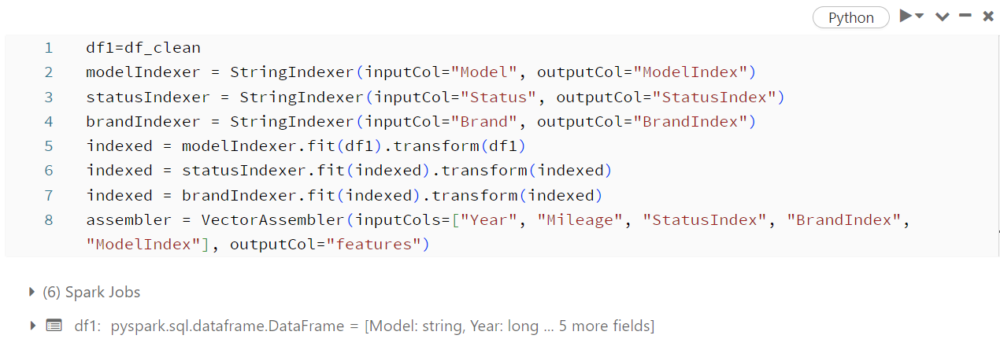 Python
1 df1=df_clean
2 modelIndexer = StringIndexer(inputCol="Model", outputCol="ModelIndex")
3 statusIndexer = StringIndexer(inputCol="Status", outputCol="StatusIndex")
4 brandIndexer = StringIndexer(inputCol="Brand", outputCol="BrandIndex")
5 indexed = modelIndexer.fit(df1).transform(df1)
6 indexed = statusIndexer.fit(indexed).transform(indexed)
7 indexed = brandIndexer.fit(indexed).transform(indexed)
8 assembler = VectorAssembler(inputCols=["Year", "Mileage", "StatusIndex", "BrandIndex",
"ModelIndex"], outputCol="features")
(6) Spark Jobs
df1: pyspark.sql.dataframe.DataFrame = [Model: string, Year: long ... 5 more fields]